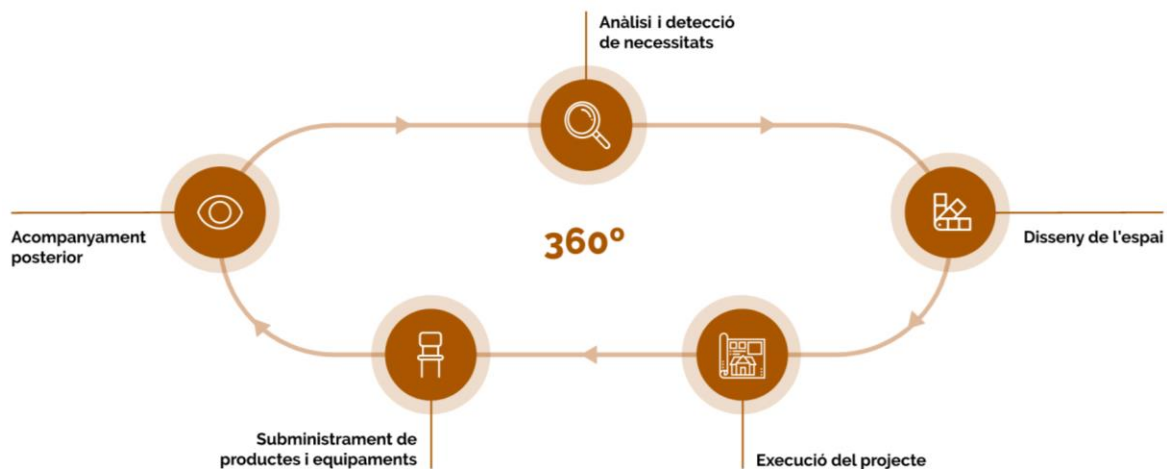 Anàlisi i detecció
de necessitats
Acompanyament
posterior
360º
Disseny de l'espai
Subministrament de
productes i equipaments
Execució del projecte